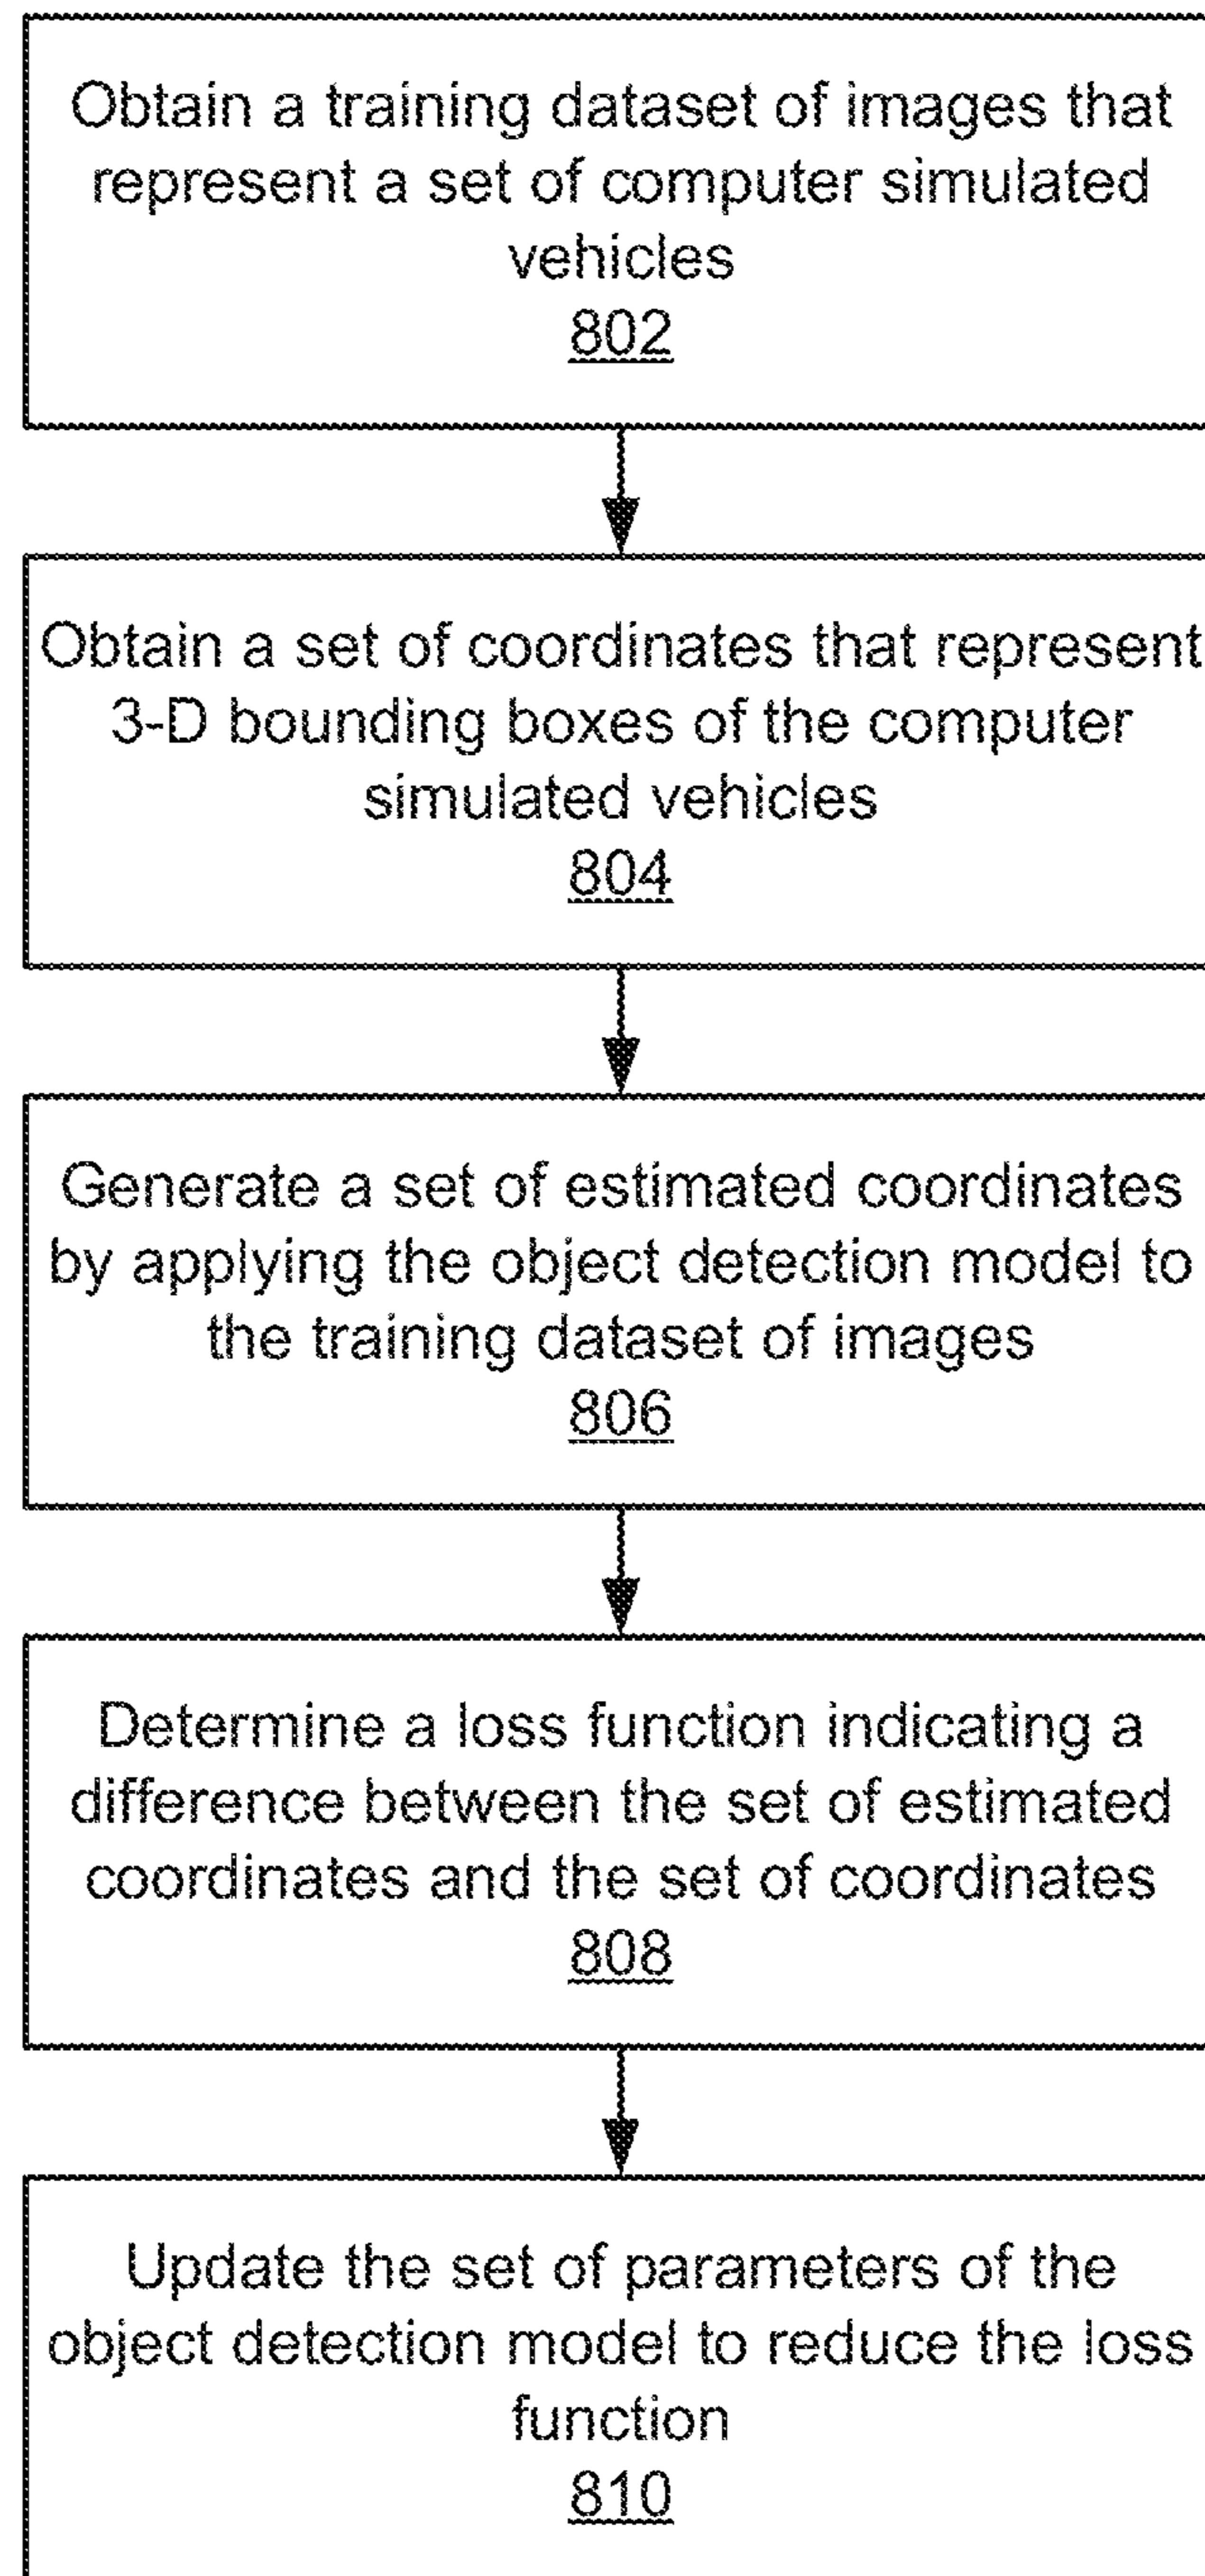 Obtain a training dataset of images that
represent a set of computer simulated
vehicles
802
Obtain a set of coordinates that represent
3-D bounding boxes of the computer
simulated vehicles
804
Generate a set of estimated coordinates
by applying the object detection model to
the training dataset of images
806
Determine a loss function indicating a
difference between the set of estimated
coordinates and the set of coordinates
808
Update the set of parameters of the
object detection model to reduce the loss
function
810